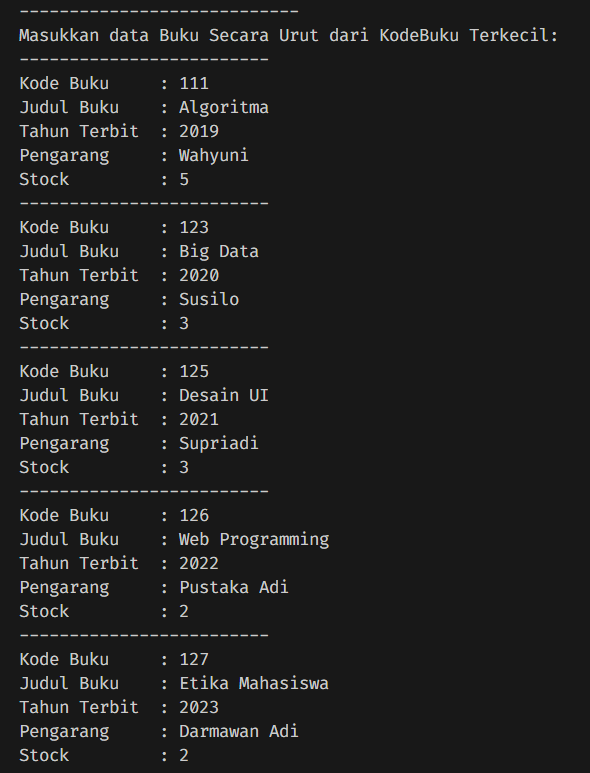 ----------------------------
Masukkan data Buku Secara Urut dari KodeBuku Terkecil:
-------------------------
Kode Buku     : 111
Judul Buku    : Algoritma
Tahun Terbit  : 2019
Pengarang     : Wahyuni
Stock         : 5
-------------------------
Kode Buku     : 123
Judul Buku    : Big Data
Tahun Terbit  : 2020
Pengarang     : Susilo
Stock         : 3
-------------------------
Kode Buku     : 125
Judul Buku    : Desain UI
Tahun Terbit  : 2021
Pengarang     : Supriadi
Stock         : 3
-------------------------
Kode Buku     : 126
Judul Buku    : Web Programming
Tahun Terbit  : 2022
Pengarang     : Pustaka Adi
Stock         : 2
-------------------------
Kode Buku     : 127
Judul Buku    : Etika Mahasiswa
Tahun Terbit  : 2023
Pengarang     : Darmawan Adi
Stock         : 2